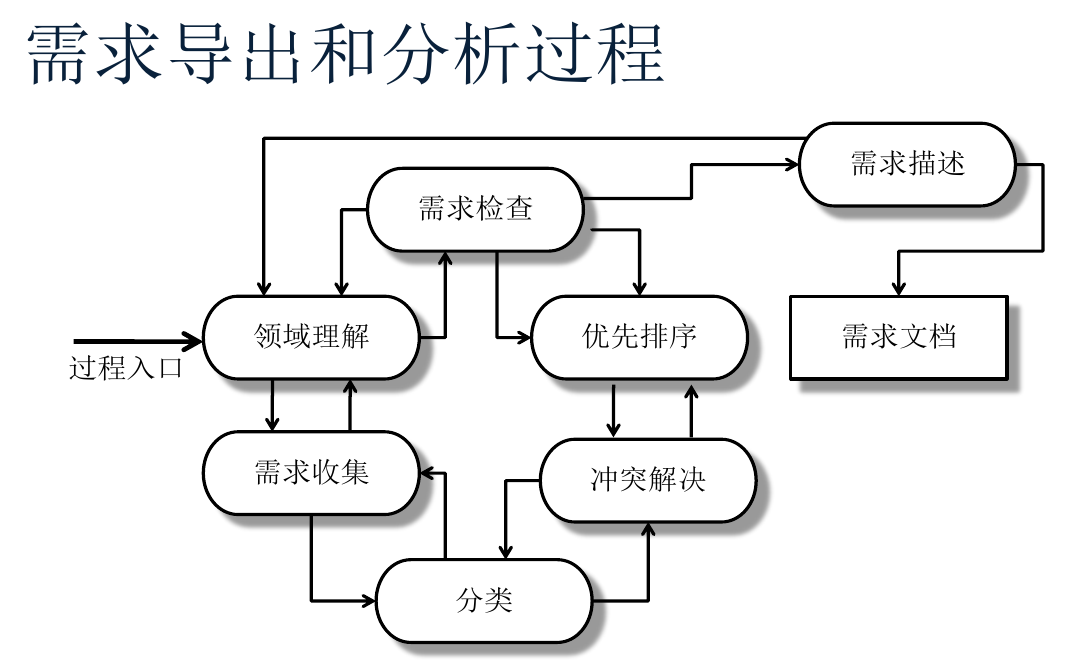 需求导出和分析过程
需求描述
需求检查
领域理解
优先排序
需求文档
过程入口
需求收集
冲突解决
分类